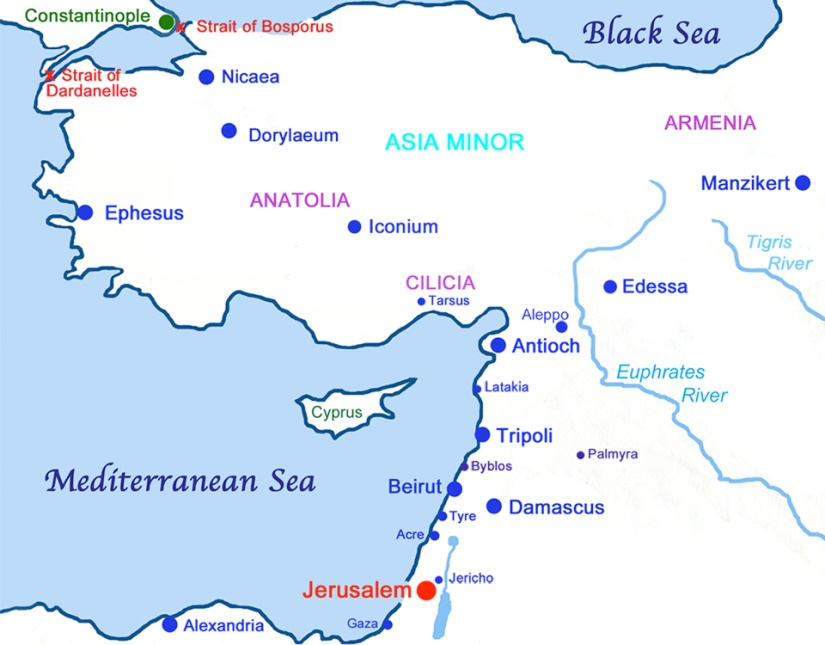 Constantinople
Strait of Bosporus
Black Sea
Strait of
Dardanelles
Nicaea
Dorylaeum
ASIA MINOR
ARMENIA
Manzikert
ANATOLIA
Ephesus
Iconium
Tigris
River
CILICIA
Tarsus
Edessa
Aleppo
Antioch
Euphrates
River
Latakia
Cyprus
Tripoli
Palmyra
Byblos
Mediterranean Sea
Beirut
Damascus
Tyre
Acre
Jericho
Jerusalem
Alexandria
Gaza